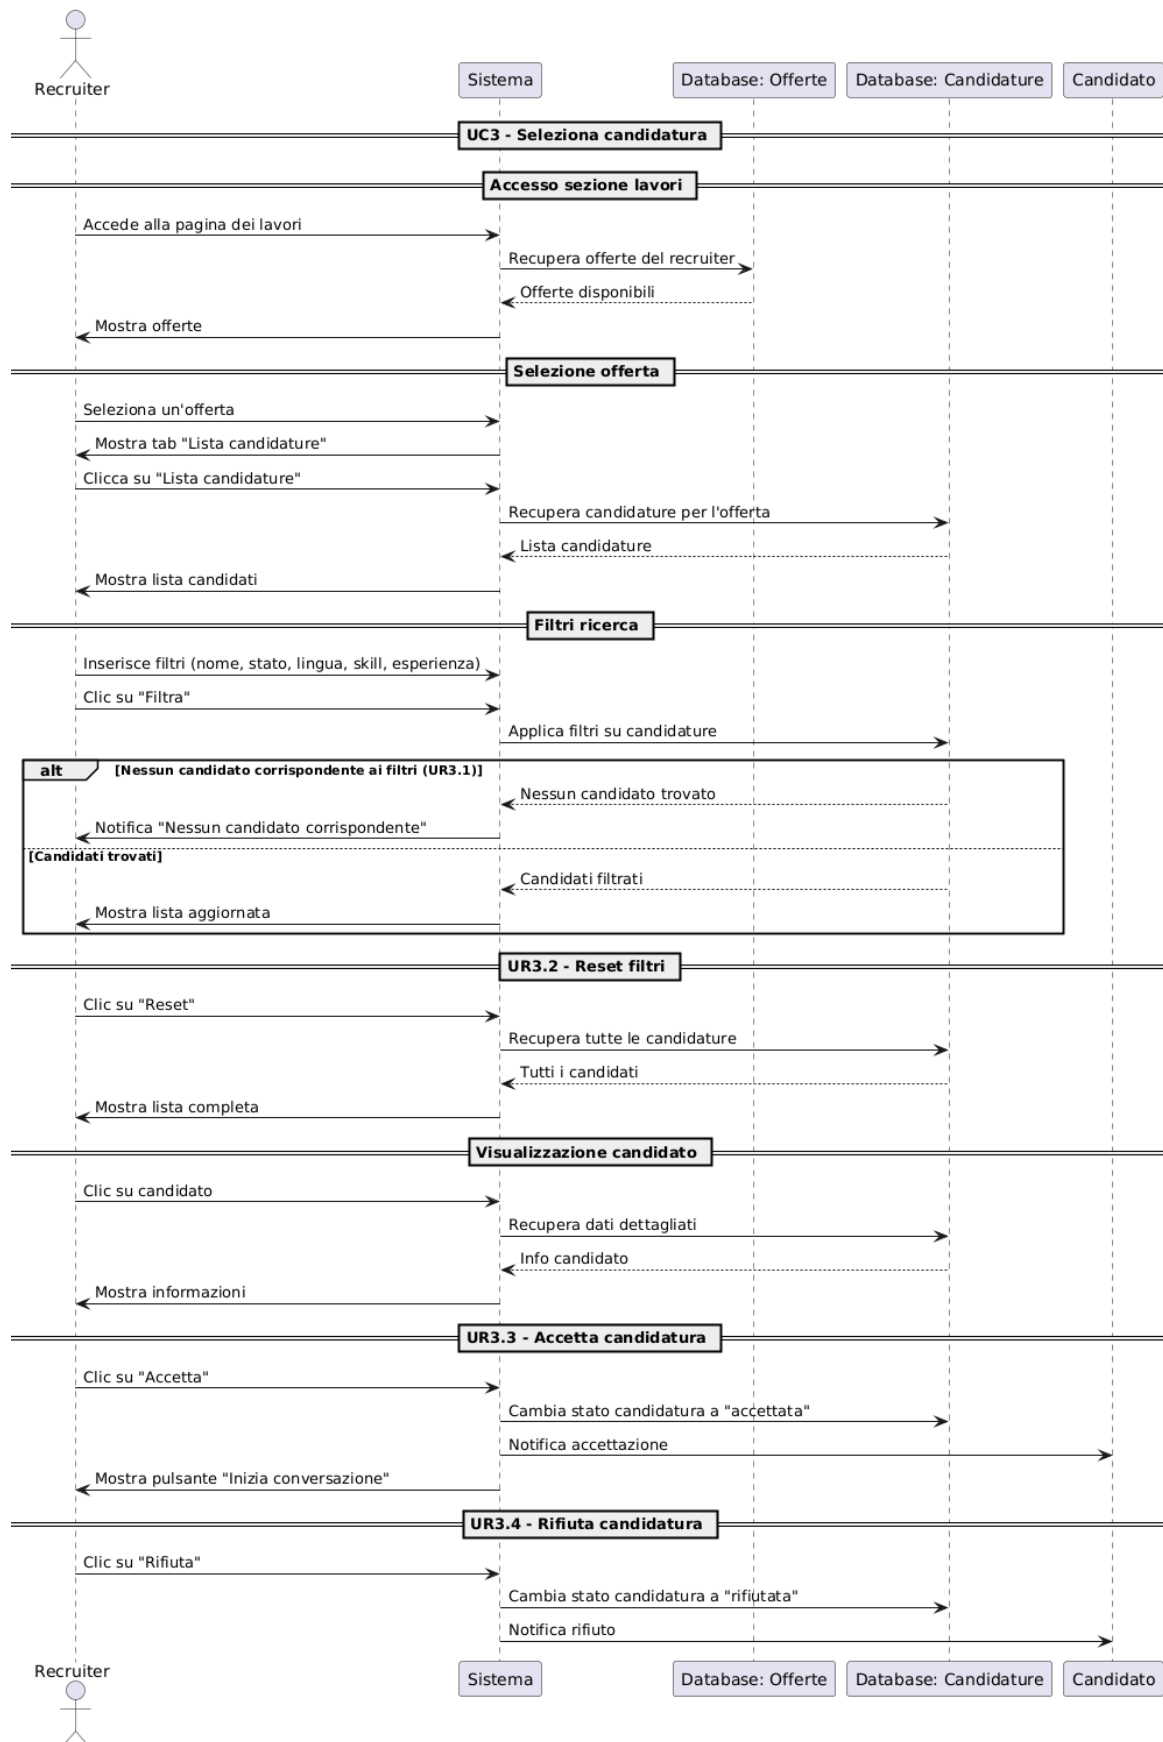 Recruiter
Sistema
Database: Offerte
Database: Candidature
Candidato
UC3 - Seleziona candidatura
Accesso sezione lavori
Accede alla pagina dei lavori
Recupera offerte del recruiter
Offerte disponibili
Mostra offerte
Selezione offerta
Seleziona un'offerta
Mostra tab "Lista candidature"
Clicca su "Lista candidature"
Recupera candidature per l'offerta
Lista candidature
Mostra lista candidati
Filtri ricerca
Inserisce filtri (nome, stato, lingua, skill, esperienza)
Clic su "Filtra"
Applica filtri su candidature
alt
[Nessun candidato corrispondente ai filtri (UR3.1)]
Nessun candidato trovato
Notifica "Nessun candidato corrispondente"
[Candidati trovati]
Candidati filtrati
Mostra lista aggiornata
UR3.2 - Reset filtri
Clic su "Reset"
Recupera tutte le candidature
Tutti i candidati
Mostra lista completa
Visualizzazione candidato
Clic su candidato
Recupera dati dettagliati
Info candidato
Mostra informazioni
UR3.3 - Accetta candidatura
Clic su "Accetta"
Cambia stato candidatura a "accettata"
Notifica accettazione
Mostra pulsante "Inizia conversazione"
UR3.4 - Rifiuta candidatura
Clic su "Rifiuta"
Cambia stato candidatura a "rifiutata"
Notifica rifiuto
Recruiter
Sistema
Database: Offerte
Database: Candidature
Candidato